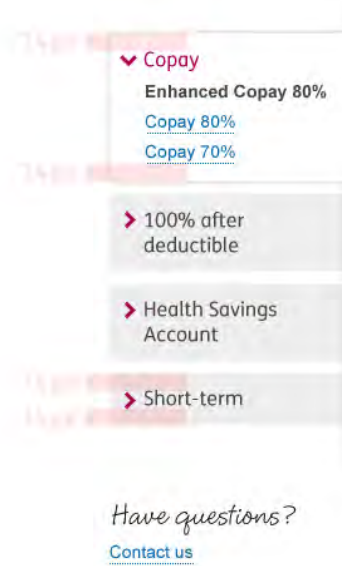 Copay
Enhanced Copay 80%
Copay 80%
Copay 70%
100% after
deductible
Health Savings
Account
Short-term
Have questions?
Contact us